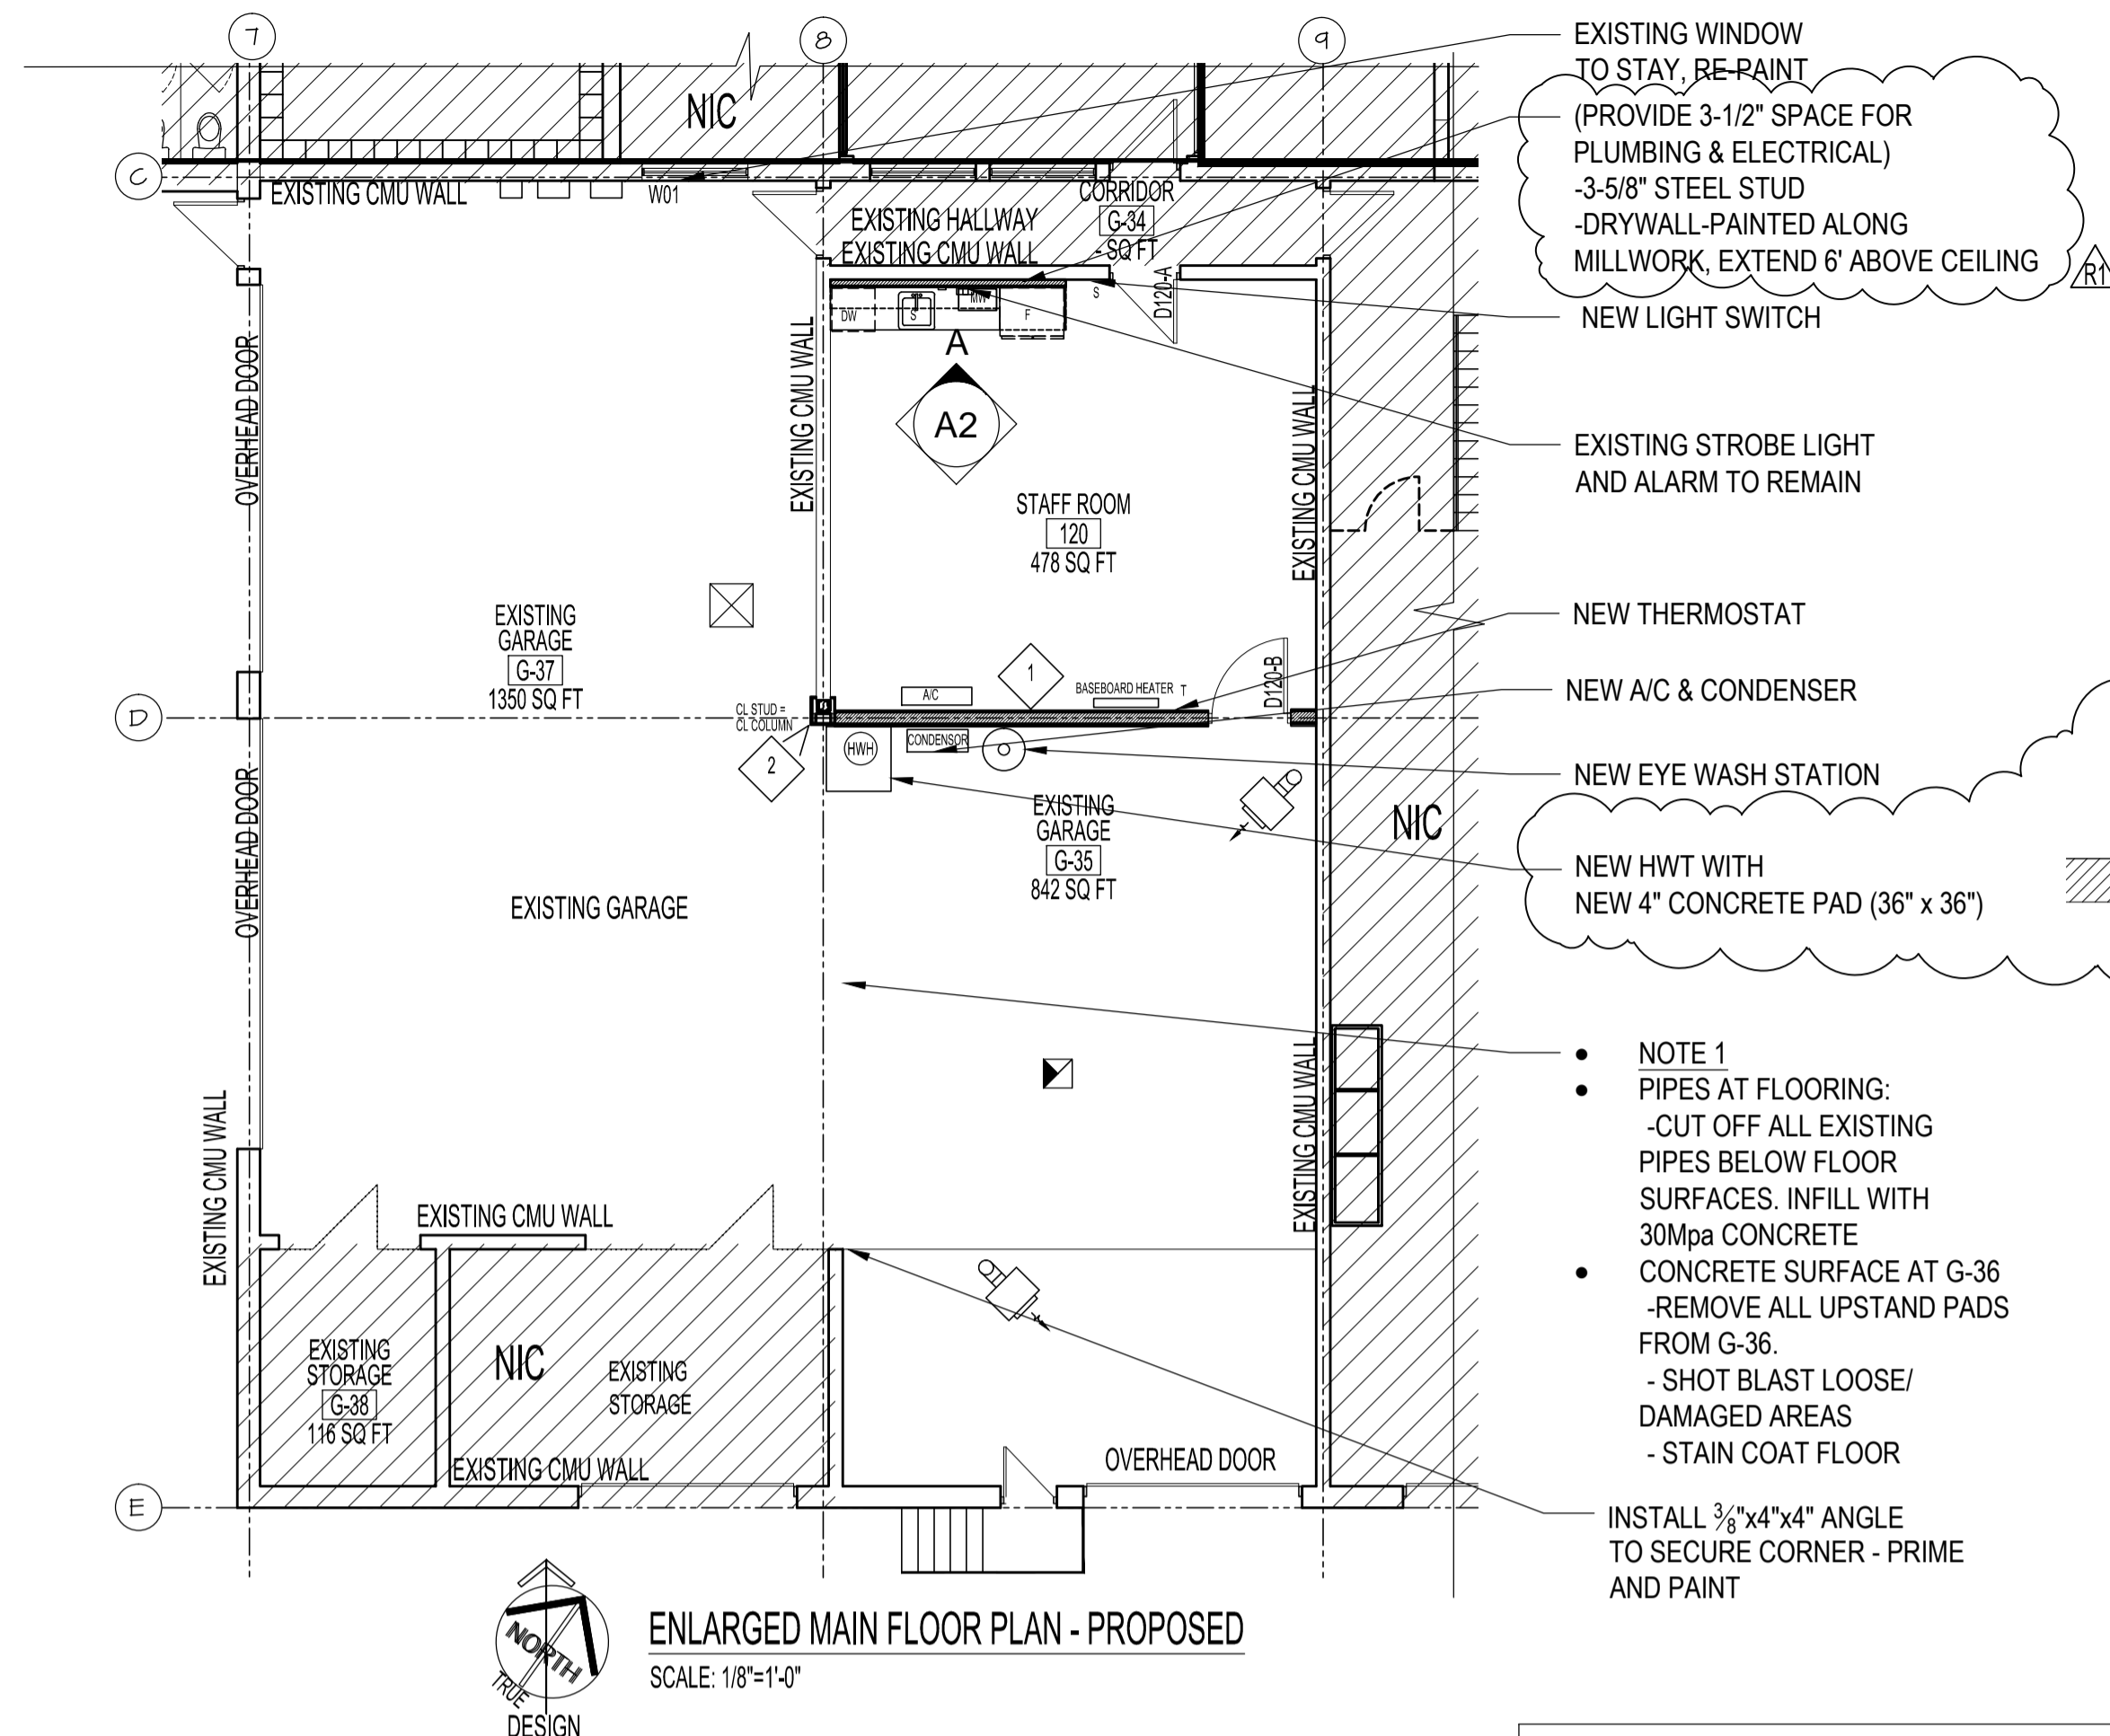 7
8
9
C
D
E
NIC
EXISTING CMU WALL
W01
CORRIDOR
G-34
- SQ FT
EXISTING HALLWAY
EXISTING CMU WALL
D120-A
S
DW
S
MW
F
A
A2
OVERHEAD DOOR
EXISTING CMU WALL
EXISTING CMU WALL
STAFF ROOM
120
478 SQ FT
EXISTING
GARAGE
G-37
1350 SQ FT
A/C
1
BASEBOARD HEATER
T
D120-B
CL STUD =
CL COLUMN
2
HWH
CONDENSOR
OVERHEAD DOOR
EXISTING
GARAGE
G-35
842 SQ FT
NIC
EXISTING GARAGE
EXISTING CMU WALL
EXISTING CMU WALL
EXISTING CMU WALL
EXISTING
STORAGE
G-38
116 SQ FT
NIC
EXISTING
STORAGE
EXISTING CMU WALL
OVERHEAD DOOR
EXISTING WINDOW
TO STAY, RE-PAINT
(PROVIDE 3-1/2" SPACE FOR
PLUMBING & ELECTRICAL)
-3-5/8" STEEL STUD
-DRYWALL-PAINTED ALONG
MILLWORK, EXTEND 6' ABOVE CEILING
R1
NEW LIGHT SWITCH
EXISTING STROBE LIGHT
AND ALARM TO REMAIN
NEW THERMOSTAT
NEW A/C & CONDENSER
NEW EYE WASH STATION
NEW HWT WITH
NEW 4" CONCRETE PAD (36" x 36")
• NOTE 1
• PIPES AT FLOORING:
-CUT OFF ALL EXISTING
PIPES BELOW FLOOR
SURFACES. INFILL WITH
30Mpa CONCRETE
• CONCRETE SURFACE AT G-36
-REMOVE ALL UPSTAND PADS
FROM G-36.
- SHOT BLAST LOOSE/
DAMAGED AREAS
- STAIN COAT FLOOR
INSTALL ⅜"x4"x4" ANGLE
TO SECURE CORNER - PRIME
AND PAINT
NORTH
TRUE
DESIGN
ENLARGED MAIN FLOOR PLAN - PROPOSED
SCALE: 1/8"=1'-0"